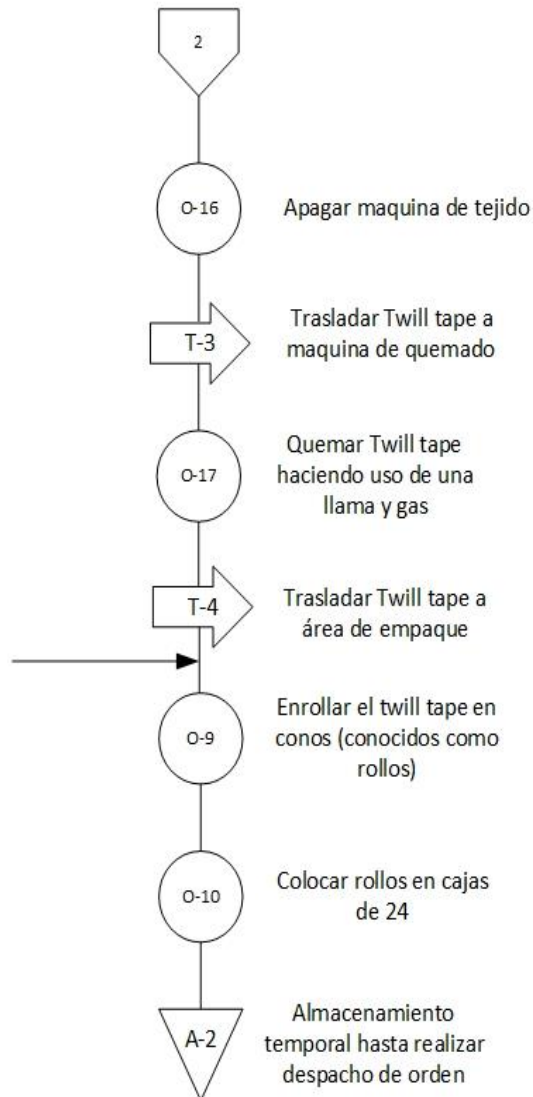 2
O-16
Apagar maquina de tejido
T-3
Trasladar Twill tape a
maquina de quemado
O-17
Quemar Twill tape
haciendo uso de una
llama y gas
T-4
Trasladar Twill tape a
área de empaque
O-9
Enrollar el twill tape en
conos (conocidos como
rollos)
O-10
Colocar rollos en cajas
de 24
A-2
Almacenamiento
temporal hasta realizar
despacho de orden